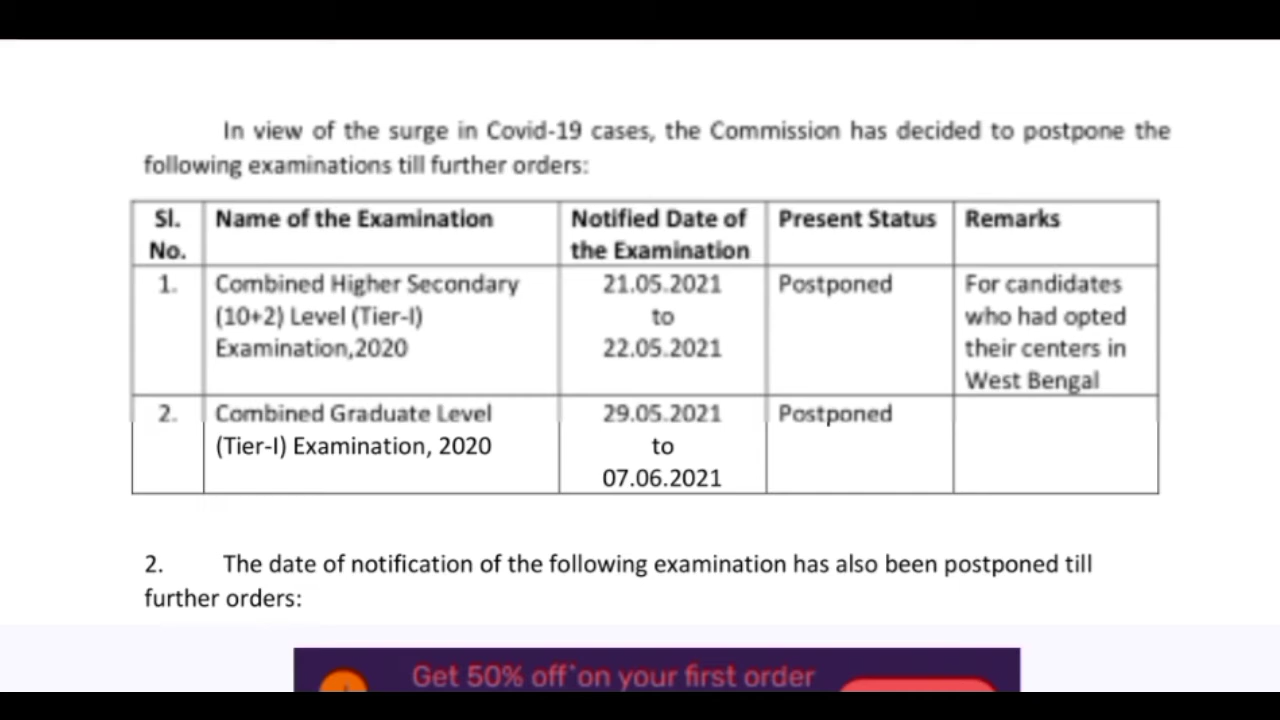 In view of the surge in Covid-19 cases, the Commission has decided to postpone the
following examinations till further orders:
Sl. No. Name of the Examination Notified Date of the Examination Present Status Remarks
1. Combined Higher Secondary (10+2) Level (Tier-I) Examination,2020 21.05.2021 to 22.05.2021 Postponed For candidates who had opted their centers in West Bengal
2. Combined Graduate Level (Tier-I) Examination, 2020 29.05.2021 to 07.06.2021 Postponed
2. The date of notification of the following examination has also been postponed till
further orders:
Get 50% off*on your first order